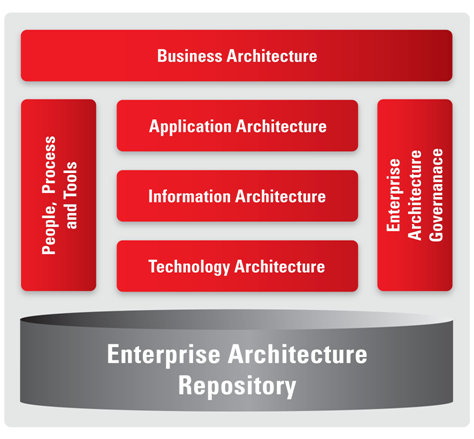 Business Architecture
People, Process
and Tools
Application Architecture
Information Architecture
Technology Architecture
Enterprise
Architecture
Governanace
Enterprise Architecture
Repository